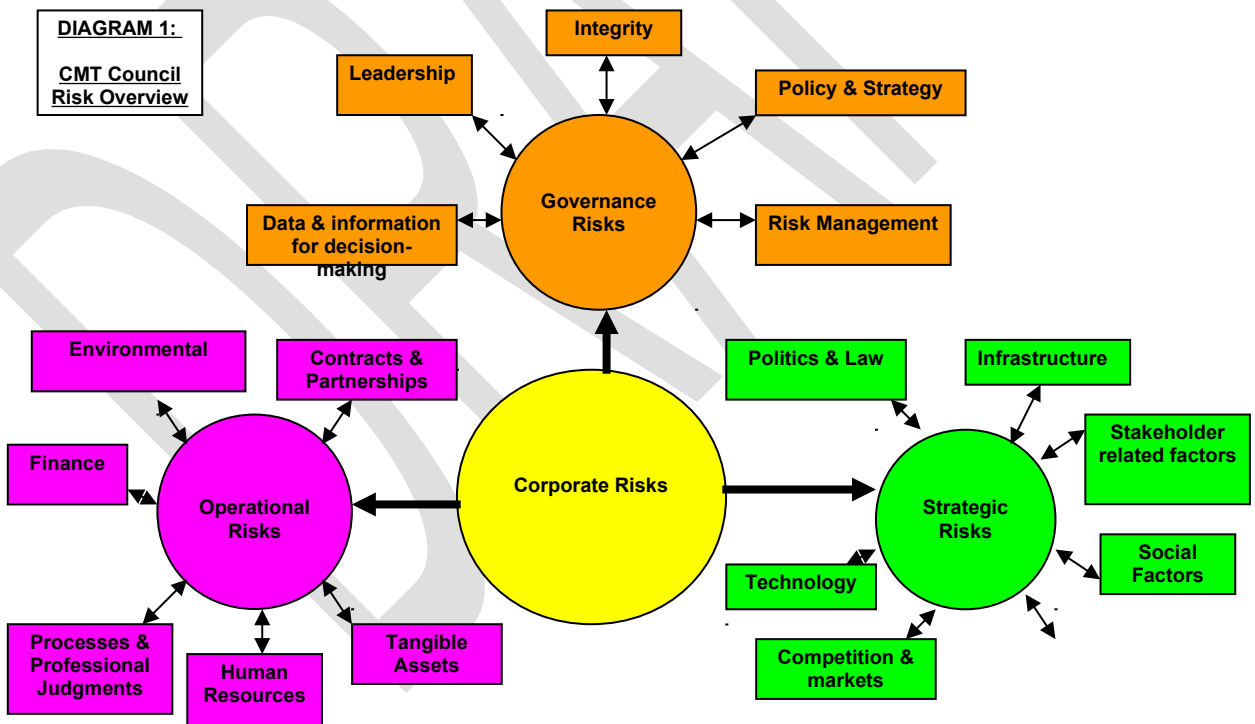 DIAGRAM 1:
CMT Council
Risk Overview
Integrity
Leadership
Policy & Strategy
Governance
Risks
Data & information
for decision-
making
Risk Management
Environmental
Contracts &
Partnerships
Politics & Law
Infrastructure
Finance
Stakeholder
related factors
Corporate Risks
Operational
Risks
Strategic
Risks
Technology
Social
Factors
Processes &
Professional
Judgments
Human
Resources
Tangible
Assets
Competition &
markets